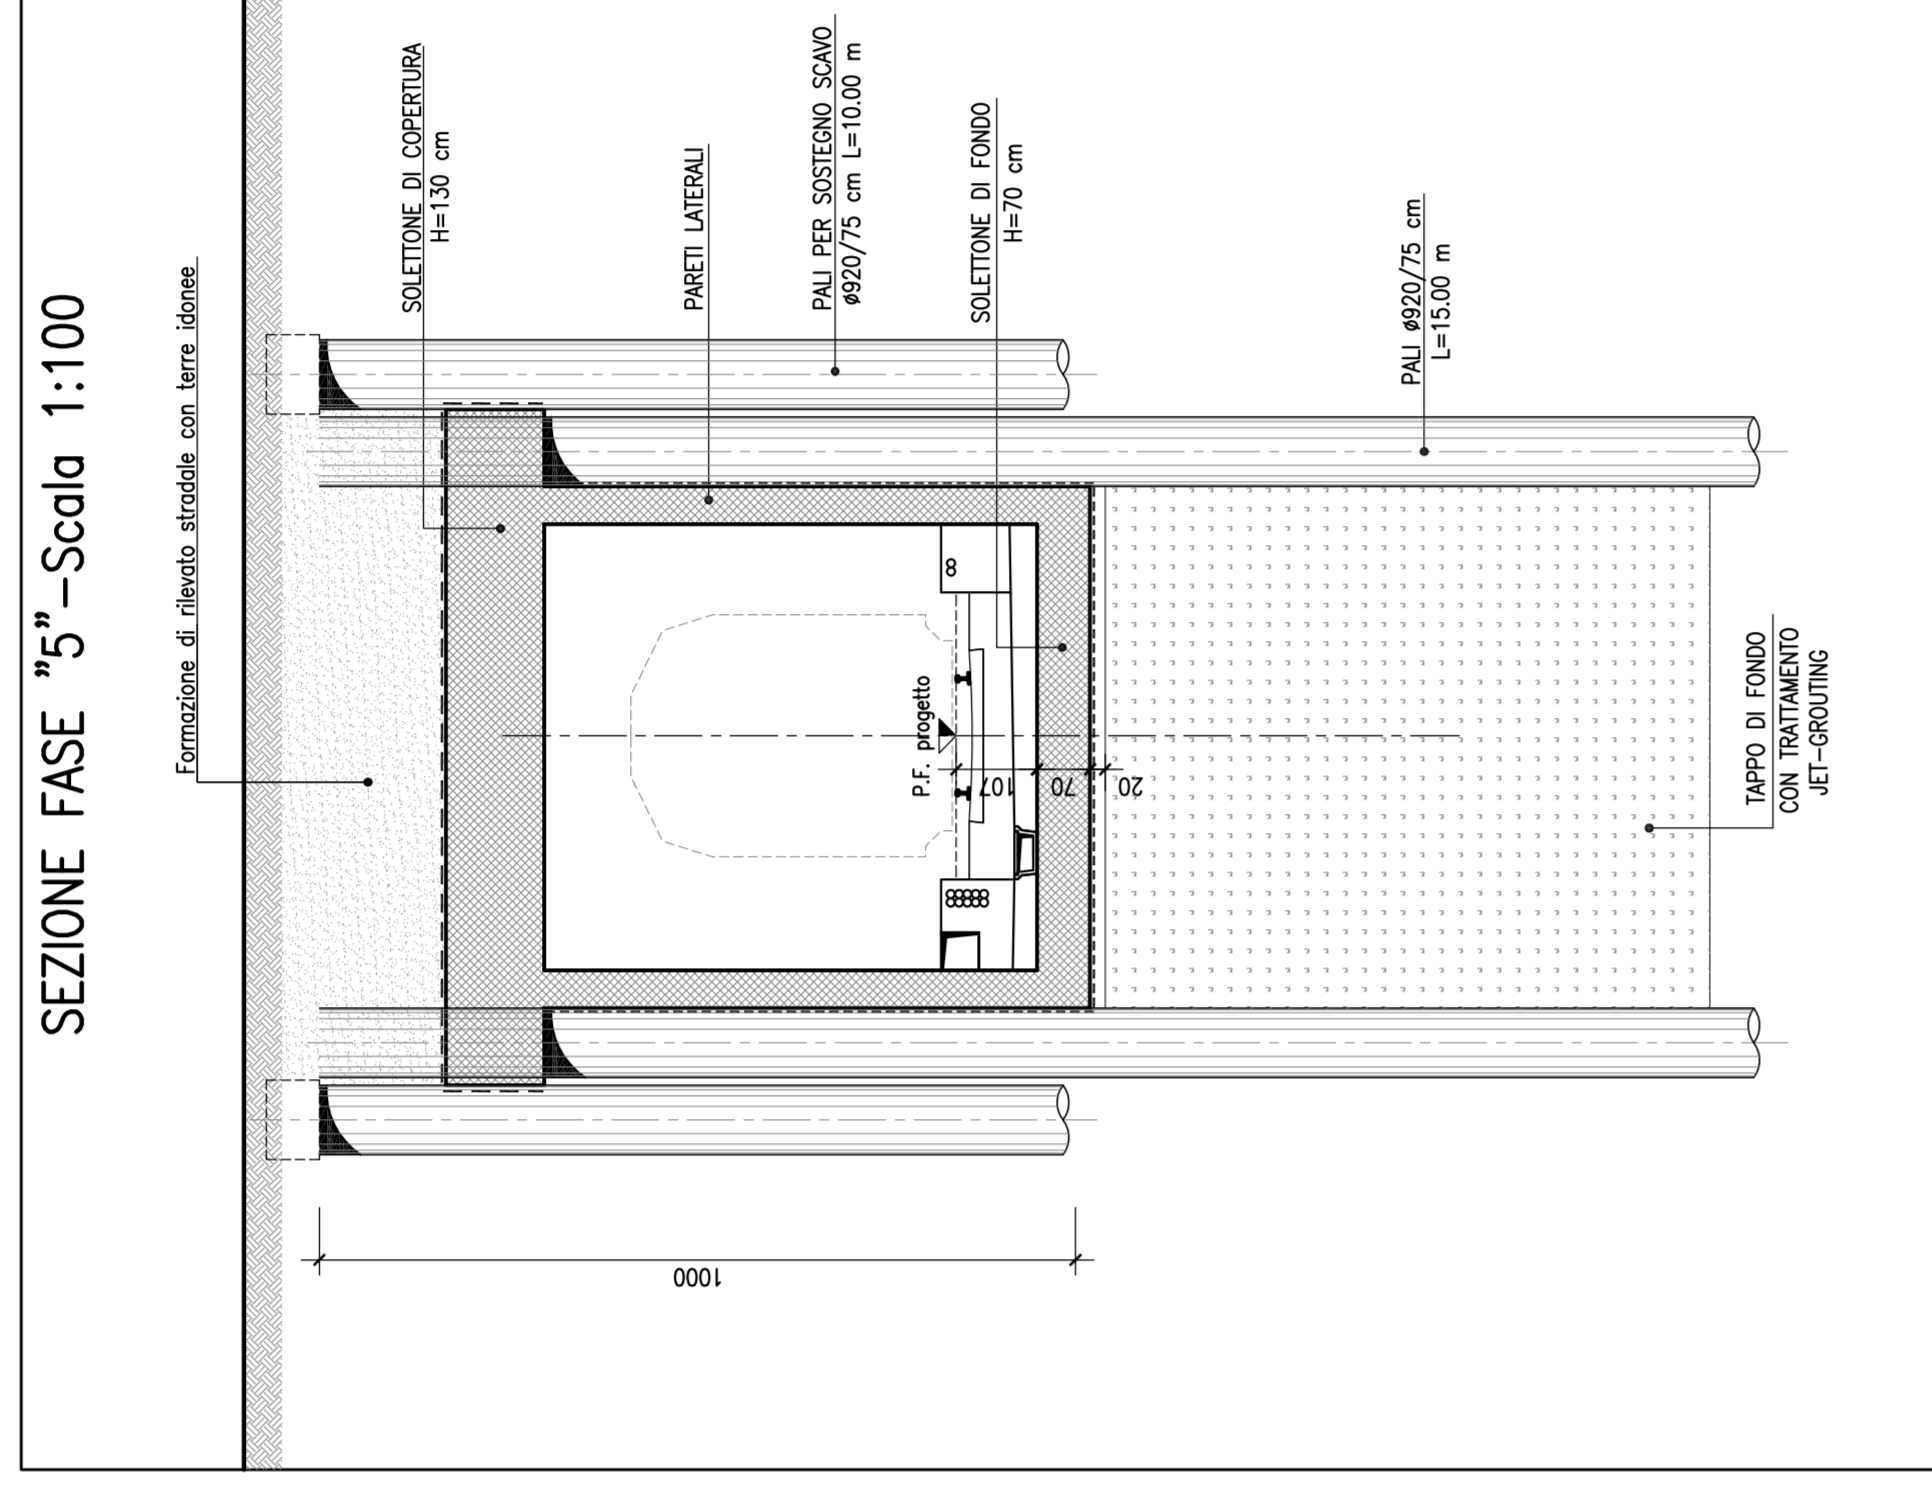 SEZIONE FASE "5"-Scala 1:100
Formazione di rilevato stradale con terre idonee
SOLETTONE DI COPERTURA
H=130 cm
PARETI LATERALI
PALI PER SOSTEGNO SCAVO
ø920/75 cm L=10.00 m
SOLETTONE DI FONDO
H=70 cm
PALI ø920/75 cm
L=15.00 m
P.F. progetto
107
70
20
1000
TAPPO DI FONDO
CON TRATTAMENTO
JET-GROUTING